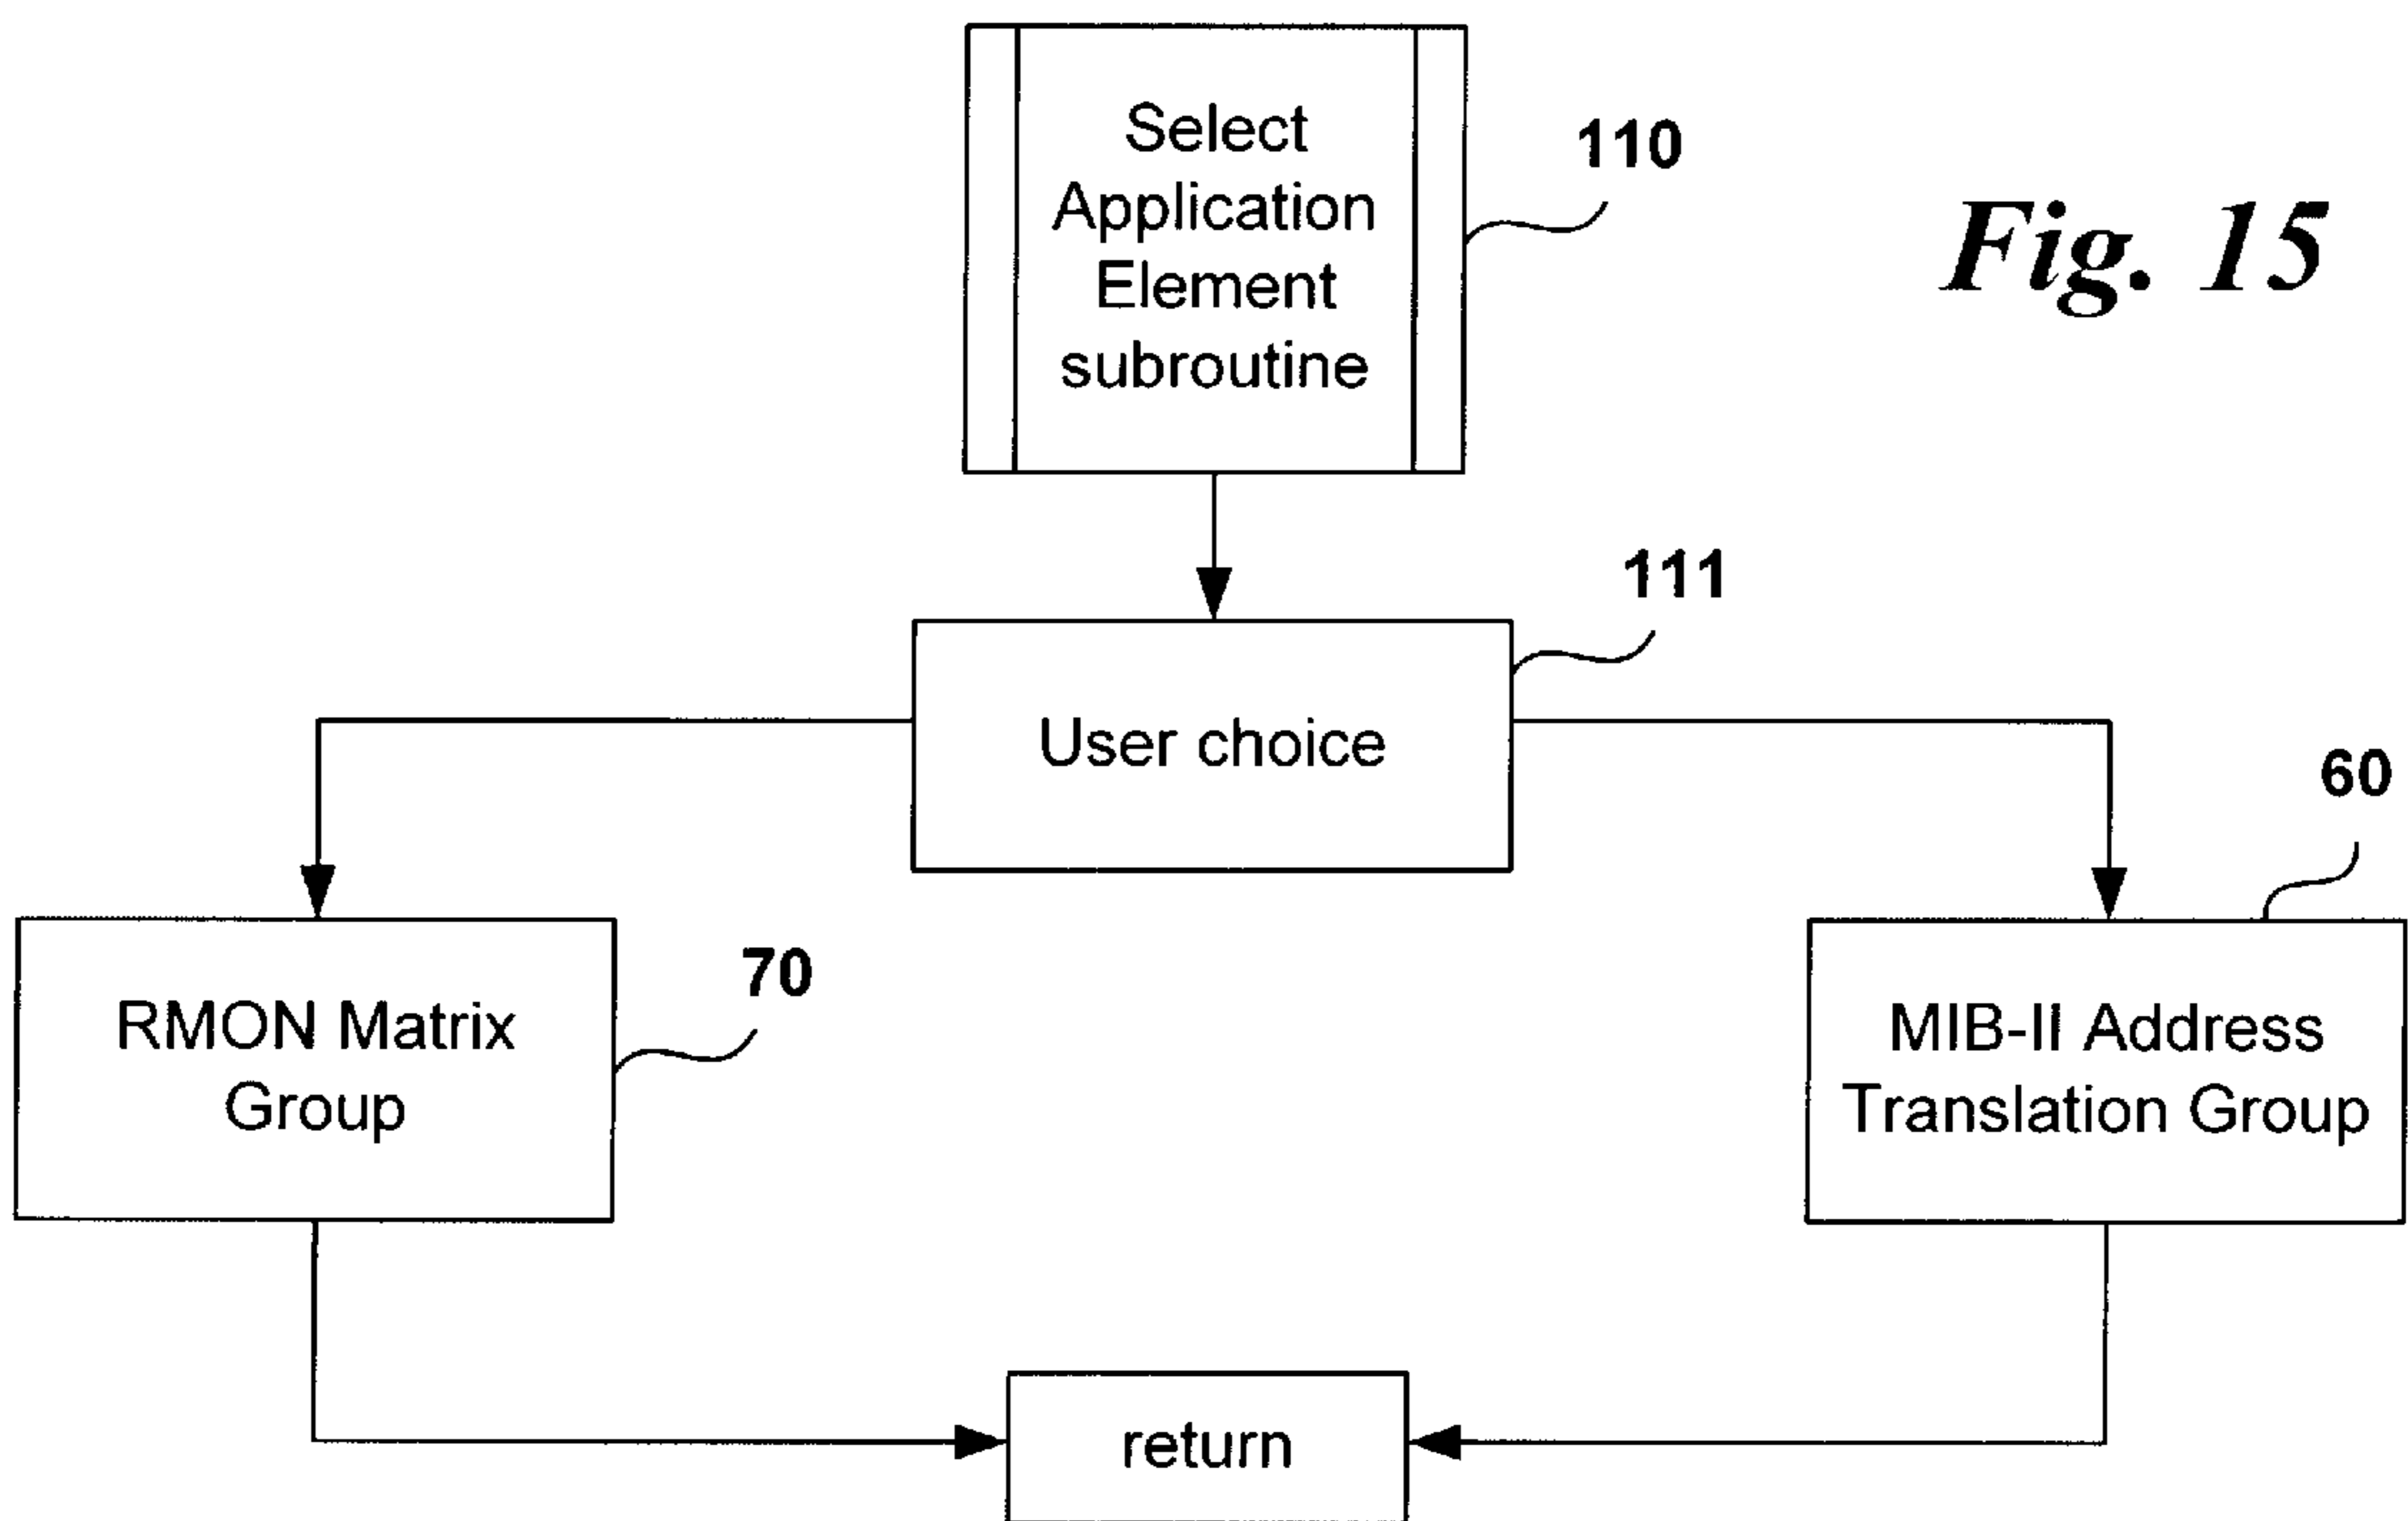 Select
Application
Element
subroutine
110
Fig. 15
111
User choice
60
70
RMON Matrix
Group
MIB-II Address
Translation Group
return